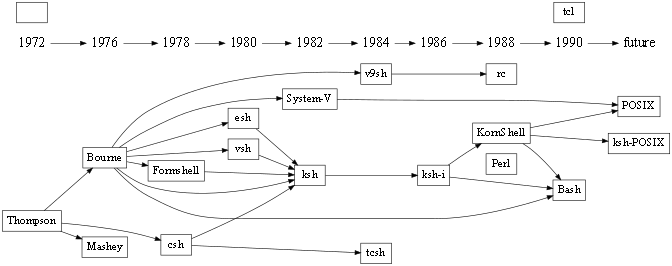 tcl
1972 1976 1978 1980 1982 1984 1986 1988 1990 future
v9sh rc
System-V POSIX
esh
KornShell
vsh ksh-POSIX
Bourne
Perl
Formshell ksh ksh-i
Bash
Thompson
Mashey csh
tcsh